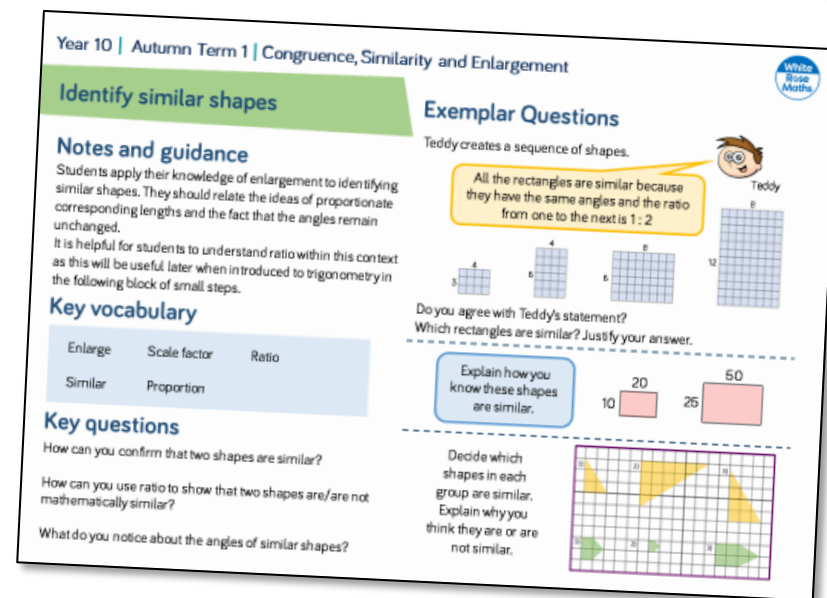 Year 10 | Autumn Term 1 | Congruence, Similarity and Enlargement
White
Rose
Maths
Identify similar shapes
Notes and guidance
Students apply their knowledge of enlargement to identifying
similar shapes. They should relate the ideas of proportionate
corresponding lengths and the fact that the angles remain
unchanged.
It is helpful for students to understand ratio within this context
as this will be useful later when introduced to trigonometry in
the following block of small steps.
Key vocabulary
Enlarge Scale factor Ratio
Similar Proportion
Key questions
How can you confirm that two shapes are similar?
How can you use ratio to show that two shapes are/are not
mathematically similar?
What do you notice about the angles of similar shapes?
Exemplar Questions
Teddy creates a sequence of shapes.
All the rectangles are similar because
they have the same angles and the ratio
from one to the next is 1 : 2
Teddy
4
3
4
6
8
6
8
12
Do you agree with Teddy's statement?
Which rectangles are similar? Justify your answer.
Explain how you
know these shapes
are similar.
20
10
50
25
Decide which
shapes in each
group are similar.
Explain why you
think they are or are
not similar.